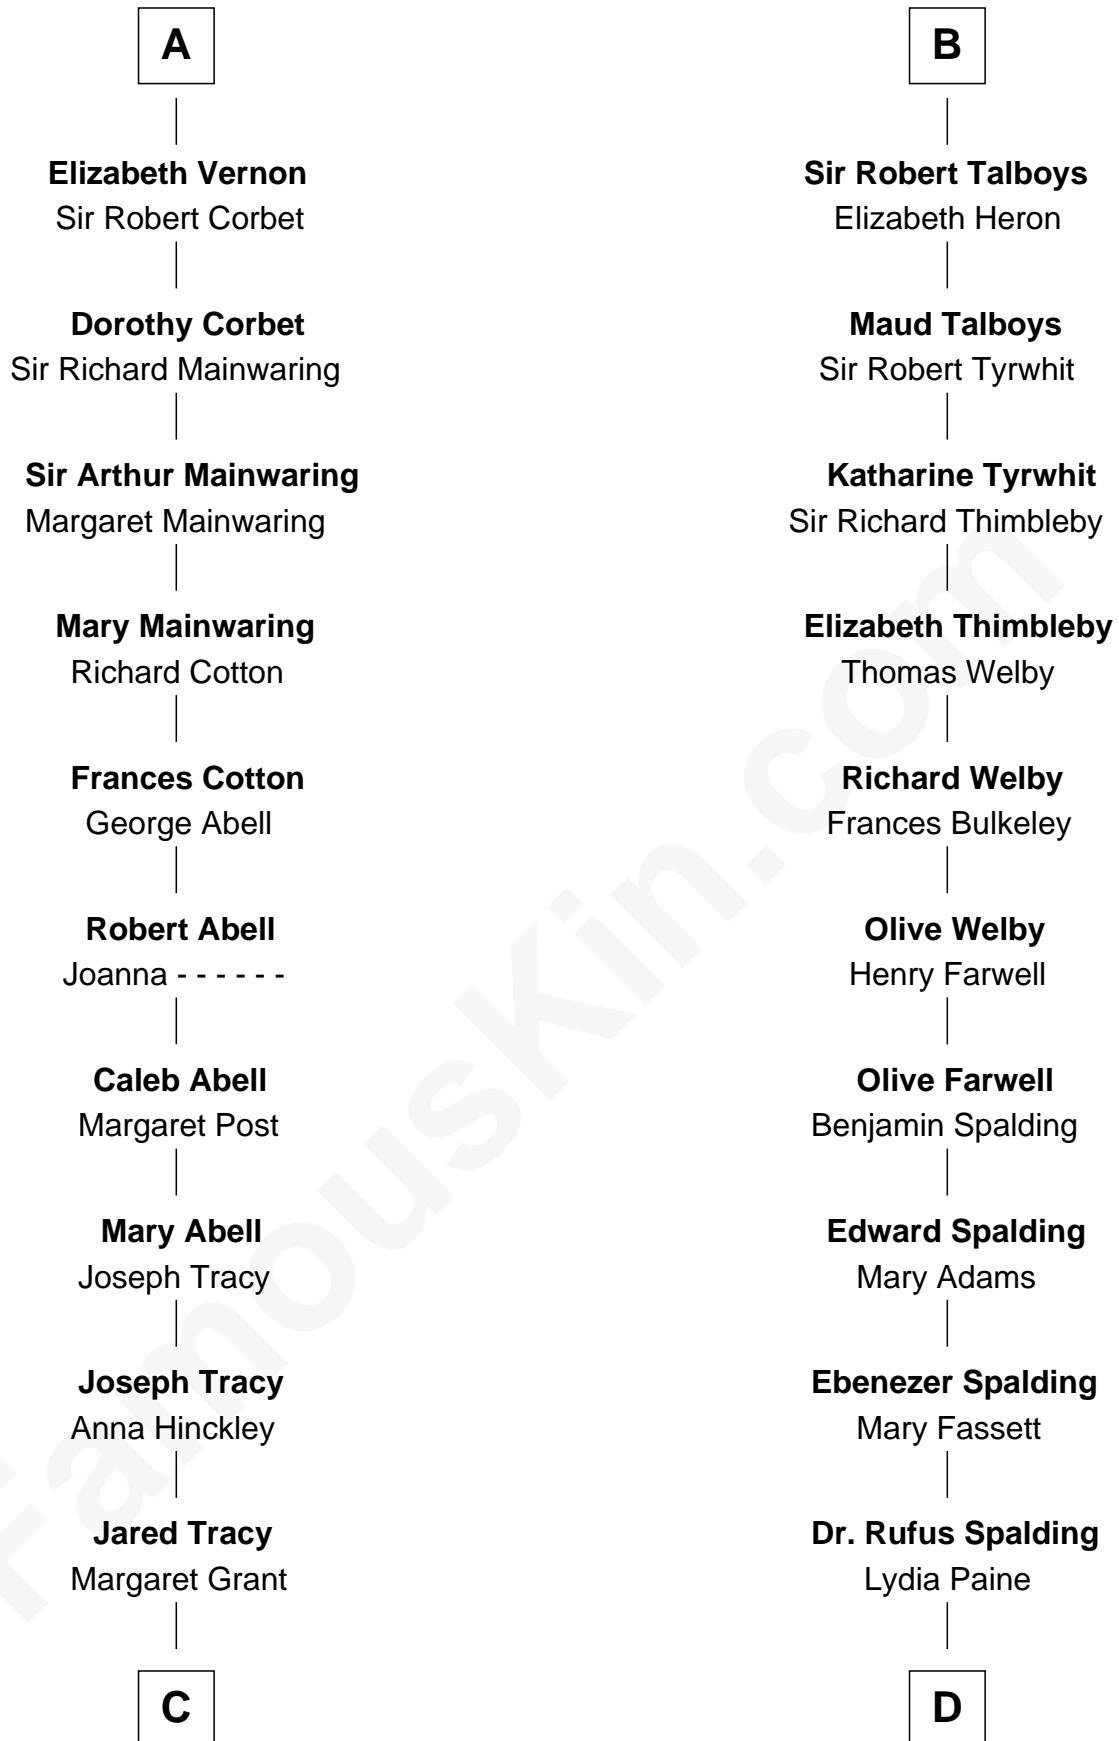 A
Elizabeth Vernon
Sir Robert Corbet
Dorothy Corbet
Sir Richard Mainwaring
Sir Arthur Mainwaring
Margaret Mainwaring
Mary Mainwaring
Richard Cotton
Frances Cotton
George Abell
Robert Abell
Joanna - - - - - -
Caleb Abell
Margaret Post
Mary Abell
Joseph Tracy
Joseph Tracy
Anna Hinckley
Jared Tracy
Margaret Grant
C
B
Sir Robert Talboys
Elizabeth Heron
Maud Talboys
Sir Robert Tyrwhit
Katharine Tyrwhit
Sir Richard Thimbleby
Elizabeth Thimbleby
Thomas Welby
Richard Welby
Frances Bulkeley
Olive Welby
Henry Farwell
Olive Farwell
Benjamin Spalding
Edward Spalding
Mary Adams
Ebenezer Spalding
Mary Fassett
Dr. Rufus Spalding
Lydia Paine
D
FamousKin.com